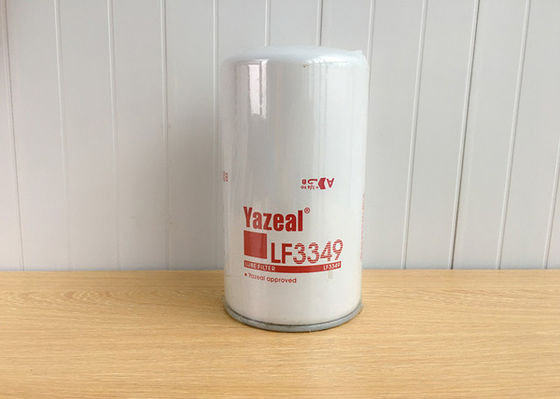 Yazeal®
LF3349
LUBE FILTER LF3349
• Yazeal approved